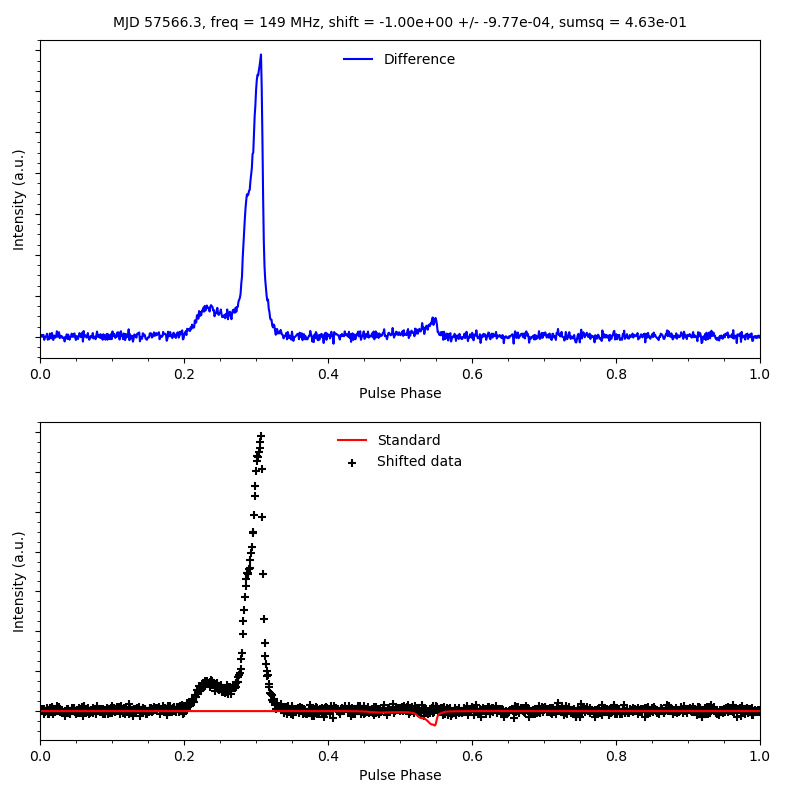 MJD 57566.3, freq = 149 MHz, shift = -1.00e+00 +/- -9.77e-04, sumsq = 4.63e-01
Difference
Intensity (a.u.)
0.0 0.2 0.4 0.6 0.8 1.0
Pulse Phase
Standard
Shifted data
Intensity (a.u.)
0.0 0.2 0.4 0.6 0.8 1.0
Pulse Phase